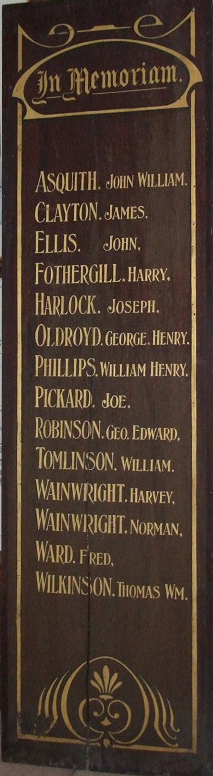 In Memoriam.
ASQUITH. JOHN WILLIAM.
CLAYTON. JAMES.
ELLIS. JOHN.
FOTHERGILL. HARRY.
HARLOCK. JOSEPH.
OLDROYD. GEORGE. HENRY.
PHILLIPS. WILLIAM HENRY.
PICKARD. JOE.
ROBINSON. GEO. EDWARD.
TOMLINSON. WILLIAM.
WAINWRIGHT. HARVEY.
WAINWRIGHT. NORMAN.
WARD. FRED.
WILKINSON. THOMAS WM.